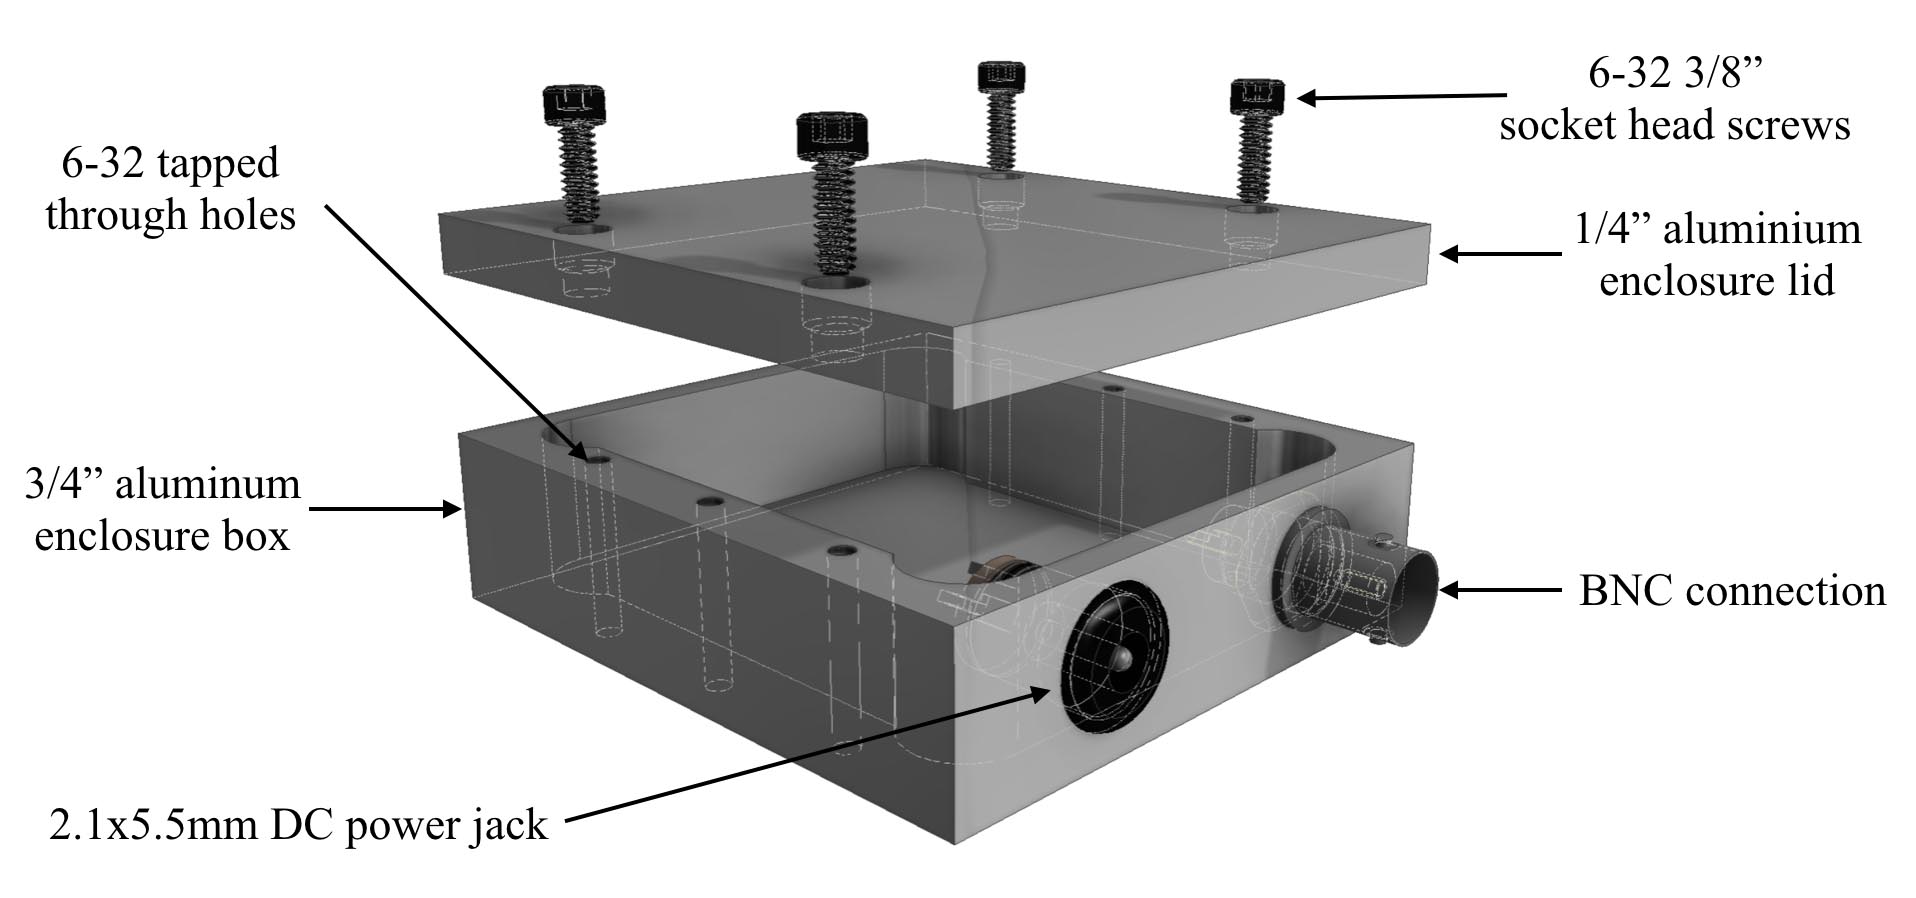 6-32 3/8”
socket head screws
6-32 tapped
through holes
1/4” aluminium
enclosure lid
3/4” aluminum
enclosure box
BNC connection
2.1x5.5mm DC power jack